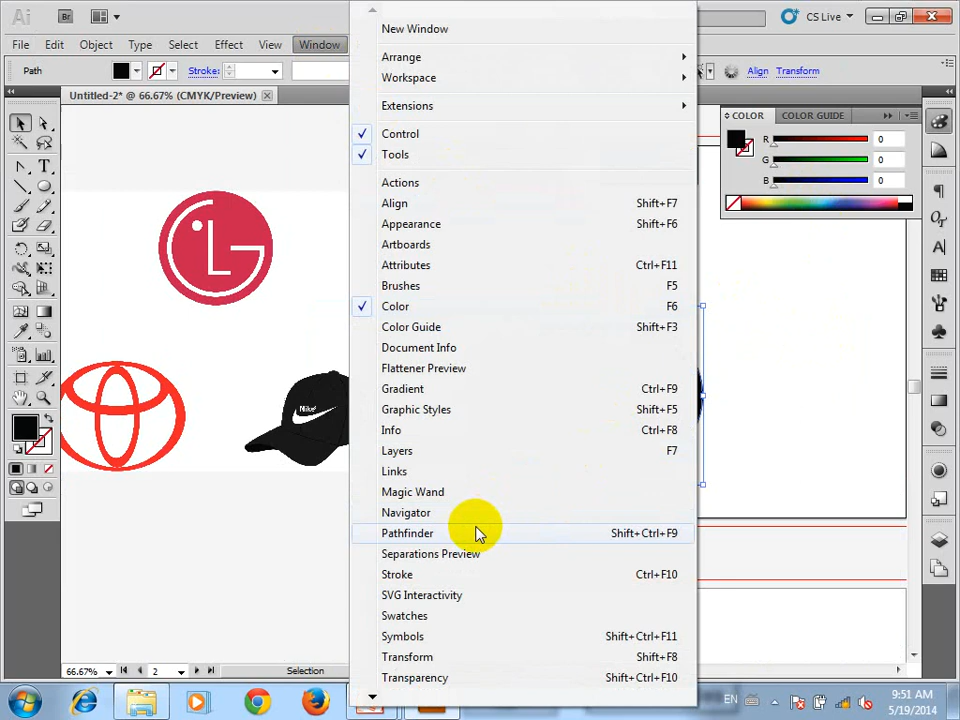 Ai
Br
CS Live
File Edit Object Type Select Effect View Window
Path
Stroke:
Align Transform
Untitled-2* @ 66.67% (CMYK/Preview)
New Window
Arrange
Workspace
Extensions
Control
Tools
Actions
Align Shift+F7
Appearance Shift+F6
Artboards
Attributes Ctrl+F11
Brushes F5
Color F6
Color Guide Shift+F3
Document Info
Flattener Preview
Gradient Ctrl+F9
Graphic Styles Shift+F5
Info Ctrl+F8
Layers F7
Links
Magic Wand
Navigator
Pathfinder Shift+Ctrl+F9
Separations Preview
Stroke Ctrl+F10
SVG Interactivity
Swatches
Symbols Shift+Ctrl+F11
Transform Shift+F8
Transparency Shift+Ctrl+F10
COLOR COLOR GUIDE
R 0
G 0
B 0
LG
Nike
66.67% 2 Selection
EN
9:51 AM
5/19/2014